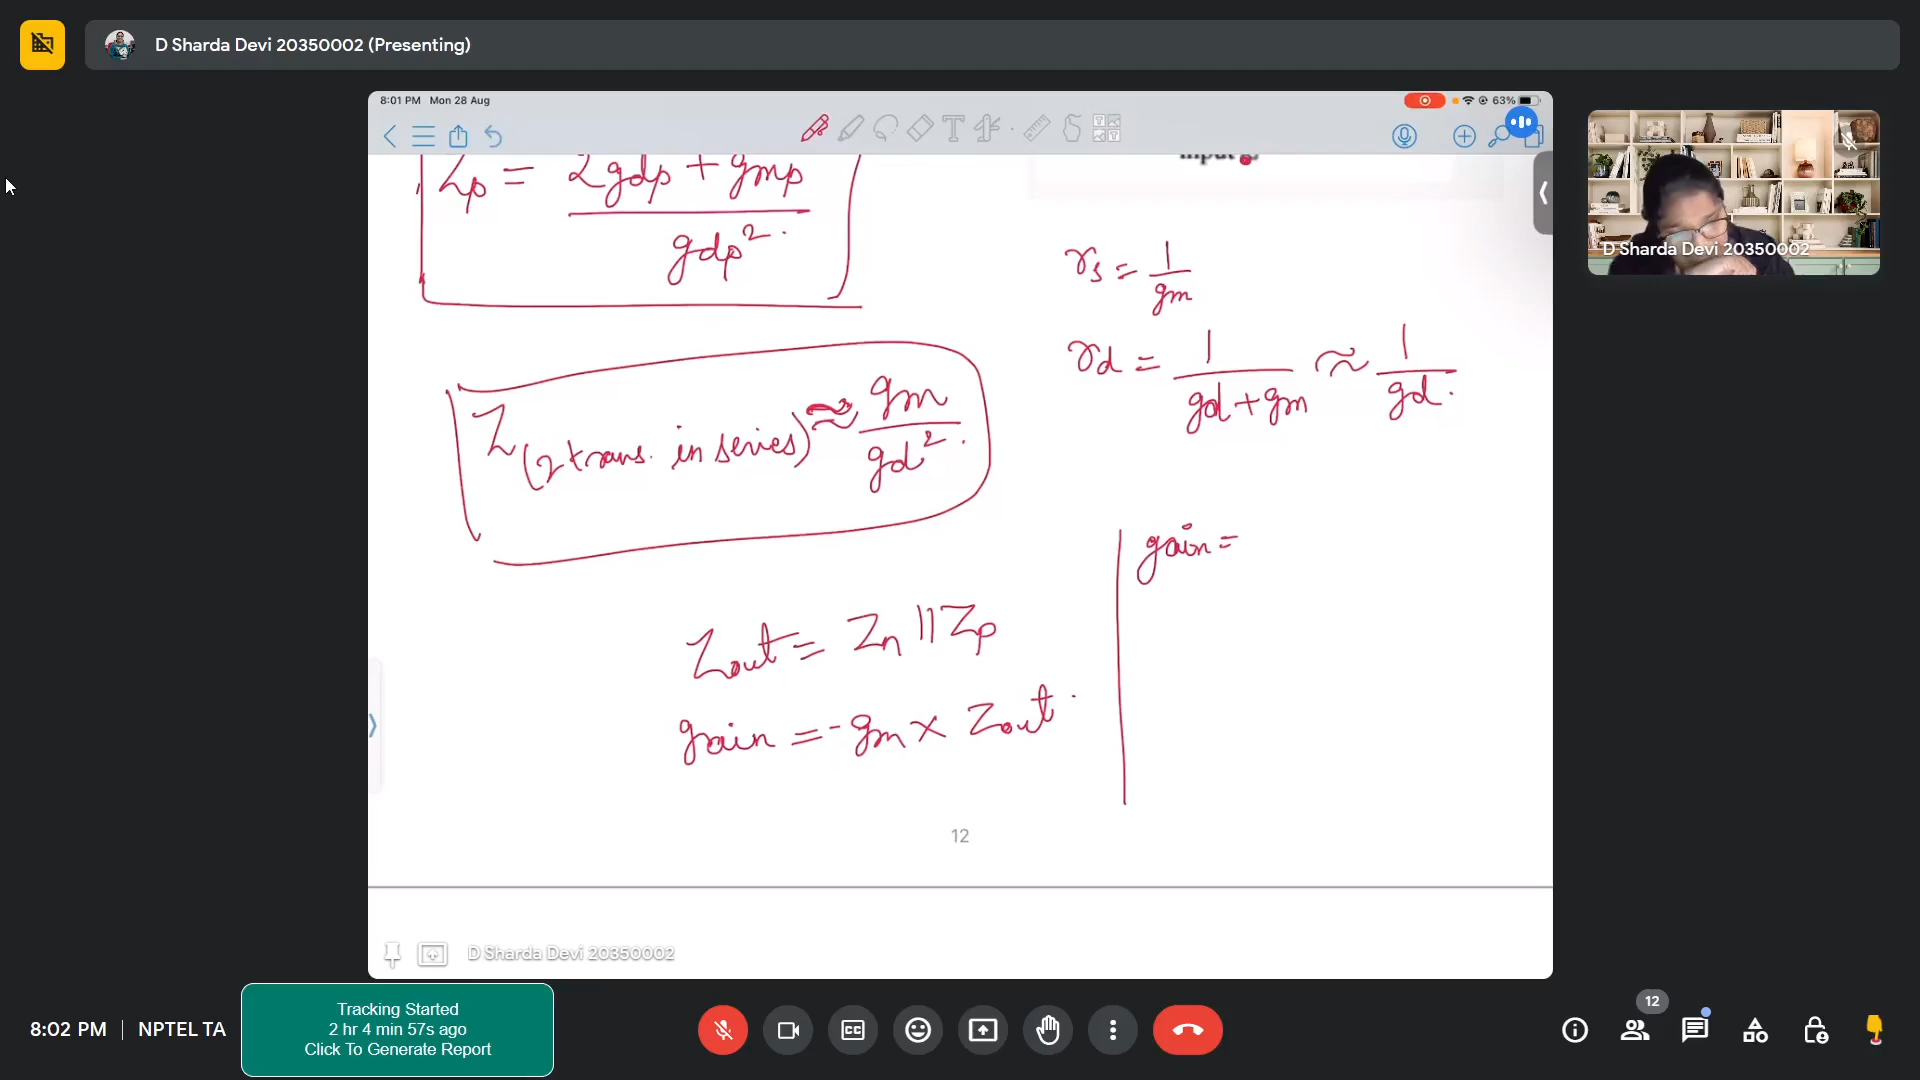 D Sharda Devi 20350002 (Presenting)
8:01 PM Mon 28 Aug
63%
Zp = 2gdp + gmp / gdp²
rs = 1/gm
rd = 1/(gd+gm) ≈ 1/gd
Z(2 trans. in series) ≈ gm/gd²
gain =
Zout = Zn || Zp
gain = -gm × Zout
12
D Sharda Devi 20350002
D Sharda Devi 20350002
8:02 PM | NPTEL TA
Tracking Started
2 hr 4 min 57s ago
Click To Generate Report
12